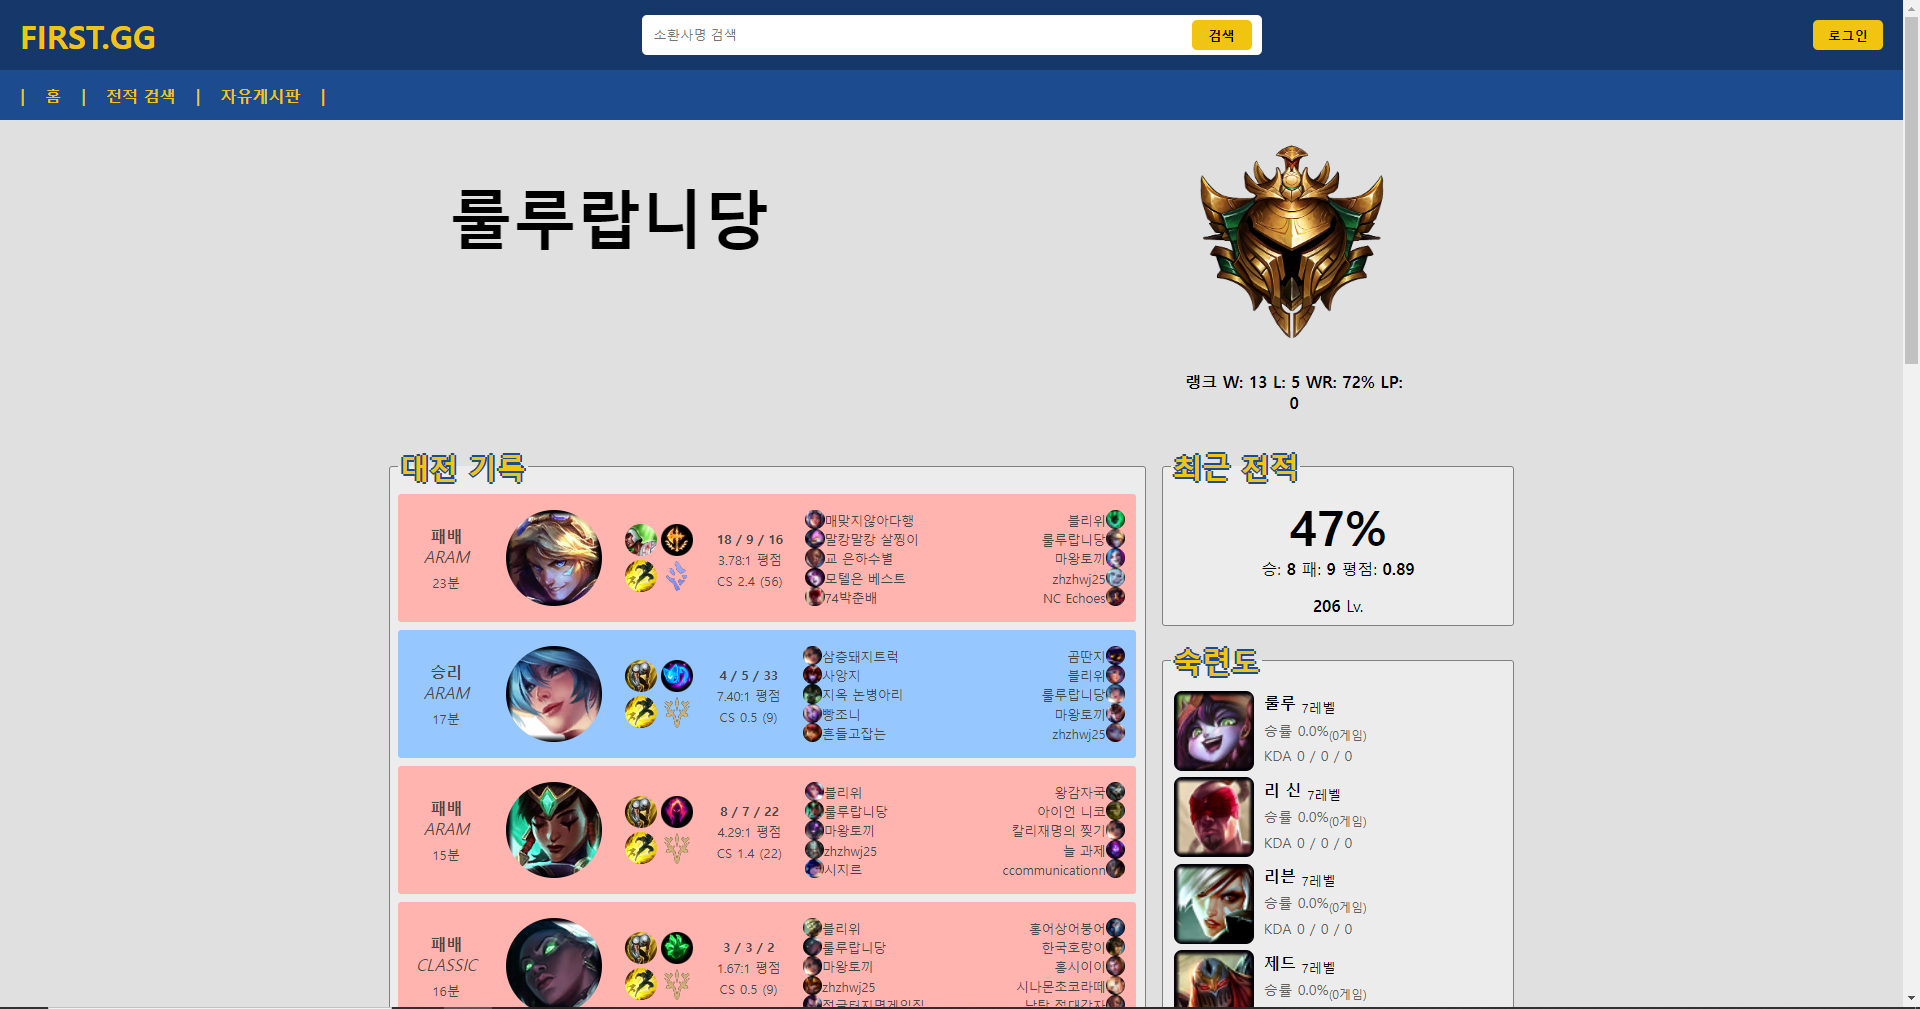 FIRST.GG
소환사명 검색
검색
로그인
| 홈 | 전적 검색 | 자유게시판 |
룰루랍니당
랭크 W: 13 L: 5 WR: 72% LP:
0
대전 기록
패배
ARAM
23분
18 / 9 / 16
3.78:1 평점
CS 2.4 (56)
매맞지않아다행
말캉말캉 살찡이
교 은하수별
모텔은 베스트
74박춘배
블리위
룰루랍니당
마왕토끼
zhzhwj25
NC Echoes
승리
ARAM
17분
4 / 5 / 33
7.40:1 평점
CS 0.5 (9)
삼층돼지트럭
사앙지
지옥 논병아리
빵조니
흔들고잡는
곰딴지
블리위
룰루랍니당
마왕토끼
zhzhwj25
패배
ARAM
15분
8 / 7 / 22
4.29:1 평점
CS 1.4 (22)
블리위
룰루랍니당
마왕토끼
zhzhwj25
시지르
왕감자국
아이언 니코
칼리재명의 찢기
늘 과제
ccommunicationn
패배
CLASSIC
16분
3 / 3 / 2
1.67:1 평점
CS 0.5 (9)
블리위
룰루랍니당
마왕토끼
zhzhwj25
홍어상어붕어
한국호랑이
홍시이이
시나몬초코라떼
최근 전적
47%
승: 8 패: 9 평점: 0.89
206 Lv.
숙련도
룰루 7레벨
승률 0.0%(0게임)
KDA 0 / 0 / 0
리 신 7레벨
승률 0.0%(0게임)
KDA 0 / 0 / 0
리븐 7레벨
승률 0.0%(0게임)
KDA 0 / 0 / 0
제드 7레벨
승률 0.0%(0게임)